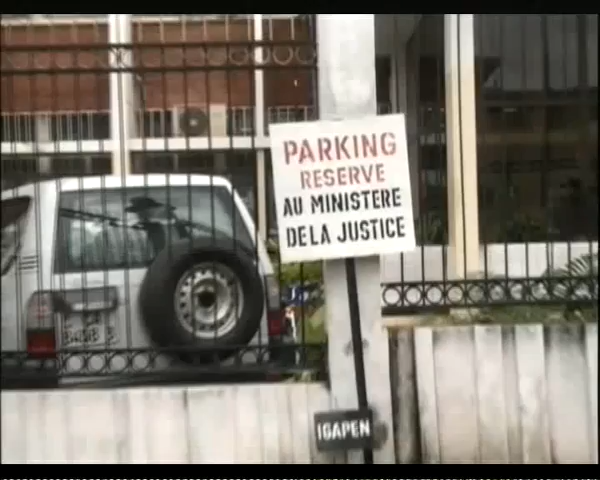 PARKING
RESERVE
AU MINISTERE
DELA JUSTICE
IGAPEN